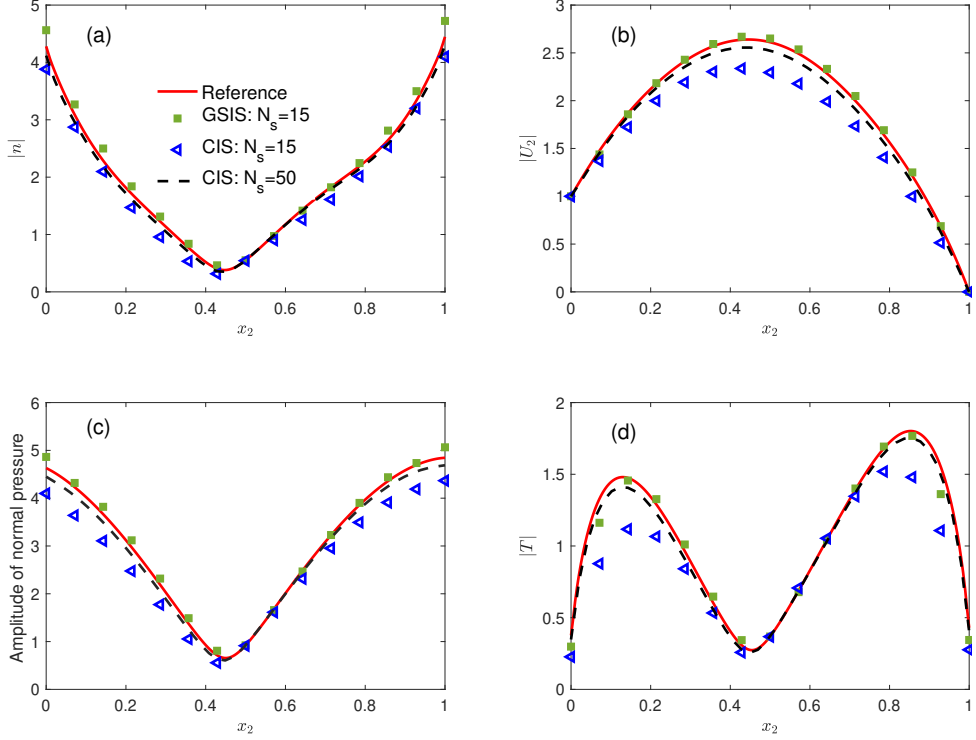 (a)
5
4
3
2
1
0
|n|
Reference
GSIS: N_s=15
CIS: N_s=15
CIS: N_s=50
0 0.2 0.4 0.6 0.8 1
x_2
(b)
3
2.5
2
1.5
1
0.5
0
|U_2|
0 0.2 0.4 0.6 0.8 1
x_2
(c)
6
5
4
3
2
1
0
Amplitude of normal pressure
0 0.2 0.4 0.6 0.8 1
x_2
(d)
2
1.5
1
0.5
0
|T|
0 0.2 0.4 0.6 0.8 1
x_2